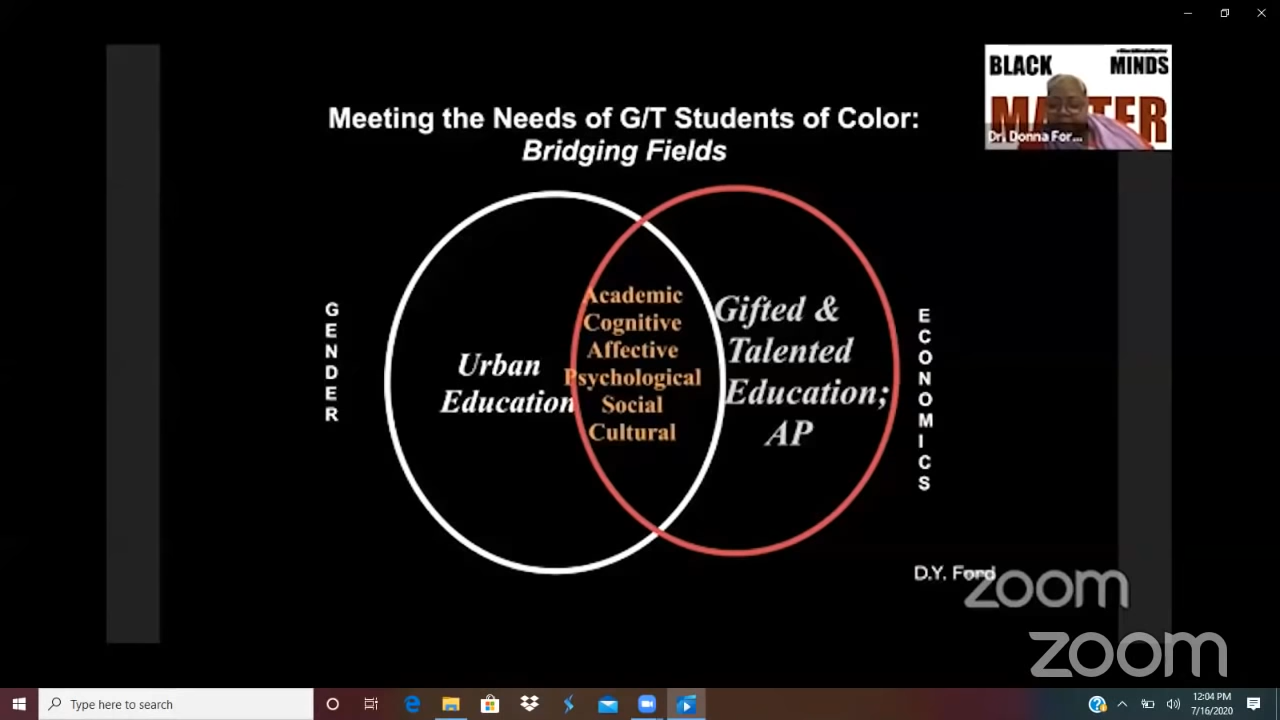 BLACK MINDS
MATTER
Dr. Donna For...
Meeting the Needs of G/T Students of Color:
Bridging Fields
GENDER
Urban
Education
Academic
Cognitive
Affective
Psychological
Social
Cultural
Gifted &
Talented
Education;
AP
ECONOMICS
D.Y. Ford
zoom
zoom
Type here to search
12:04 PM
7/16/2020